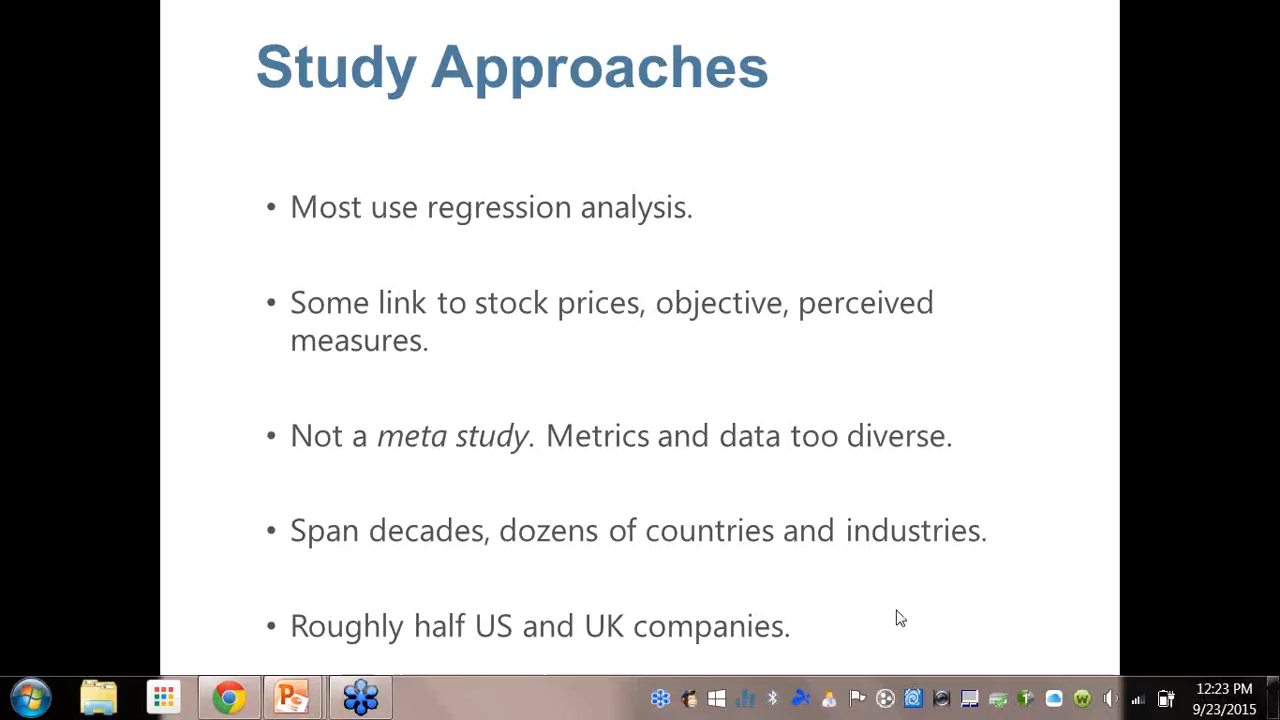 Study Approaches
• Most use regression analysis.
• Some link to stock prices, objective, perceived
measures.
• Not a meta study. Metrics and data too diverse.
• Span decades, dozens of countries and industries.
• Roughly half US and UK companies.
12:23 PM
9/23/2015